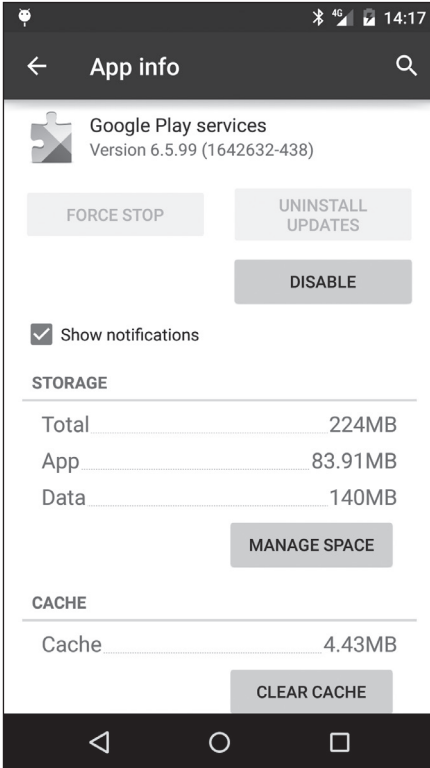 4G 14:17
App info
Google Play services
Version 6.5.99 (1642632-438)
FORCE STOP
UNINSTALL
UPDATES
DISABLE
Show notifications
STORAGE
Total 224MB
App 83.91MB
Data 140MB
MANAGE SPACE
CACHE
Cache 4.43MB
CLEAR CACHE